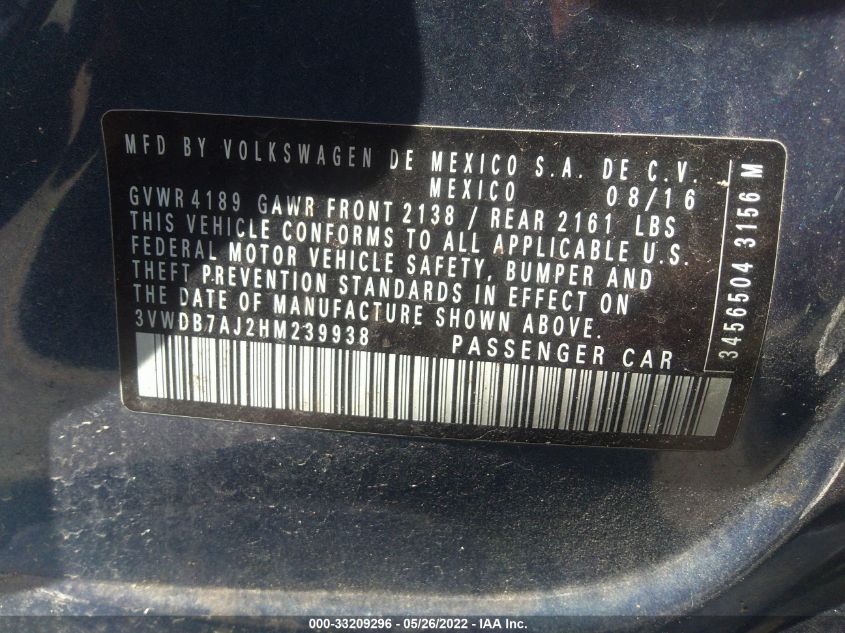 MFD BY VOLKSWAGEN DE MEXICO S.A. DE C.V.
MEXICO 08/16
GVWR 4189 GAWR FRONT 2138 / REAR 2161 LBS
THIS VEHICLE CONFORMS TO ALL APPLICABLE U.S.
FEDERAL MOTOR VEHICLE SAFETY, BUMPER AND
THEFT PREVENTION STANDARDS IN EFFECT ON
THE DATE OF MANUFACTURE SHOWN ABOVE.
3VWDB7AJ2HM239938 PASSENGER CAR
3456504 3156 M
000-33209296 - 05/26/2022 - IAA Inc.